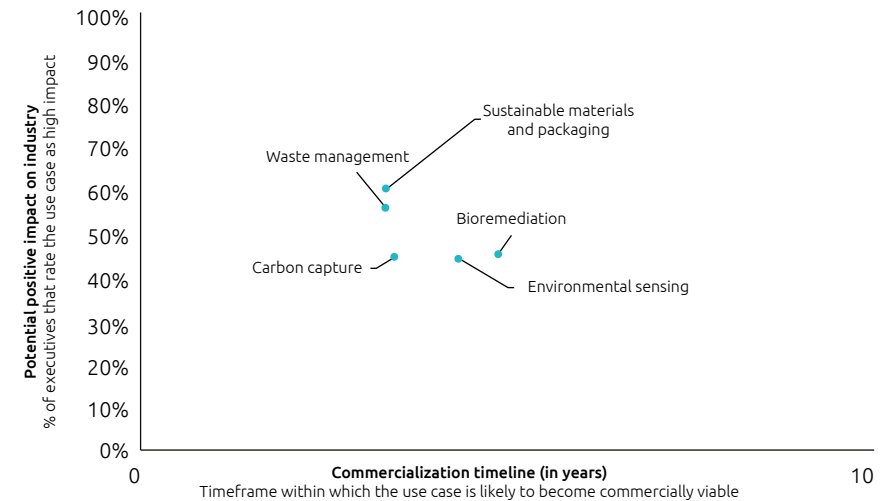 100%
90%
80%
70%
60%
50%
40%
30%
20%
10%
0%
Potential positive impact on industry
% of executives that rate the use case as high impact
Sustainable materials
and packaging
Waste management
Bioremediation
Carbon capture
Environmental sensing
0
10
Commercialization timeline (in years)
Timeframe within which the use case is likely to become commercially viable